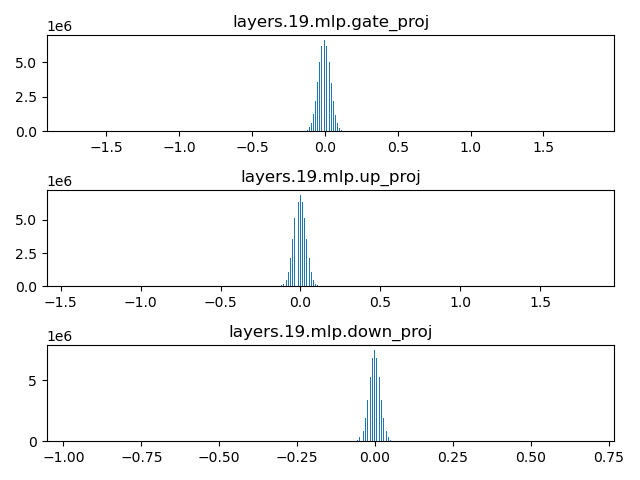 layers.19.mlp.gate_proj
1e6
5.0
2.5
0.0
−1.5 −1.0 −0.5 0.0 0.5 1.0 1.5
layers.19.mlp.up_proj
1e6
5.0
2.5
0.0
−1.5 −1.0 −0.5 0.0 0.5 1.0 1.5
layers.19.mlp.down_proj
1e6
5
0
−1.00 −0.75 −0.50 −0.25 0.00 0.25 0.50 0.75